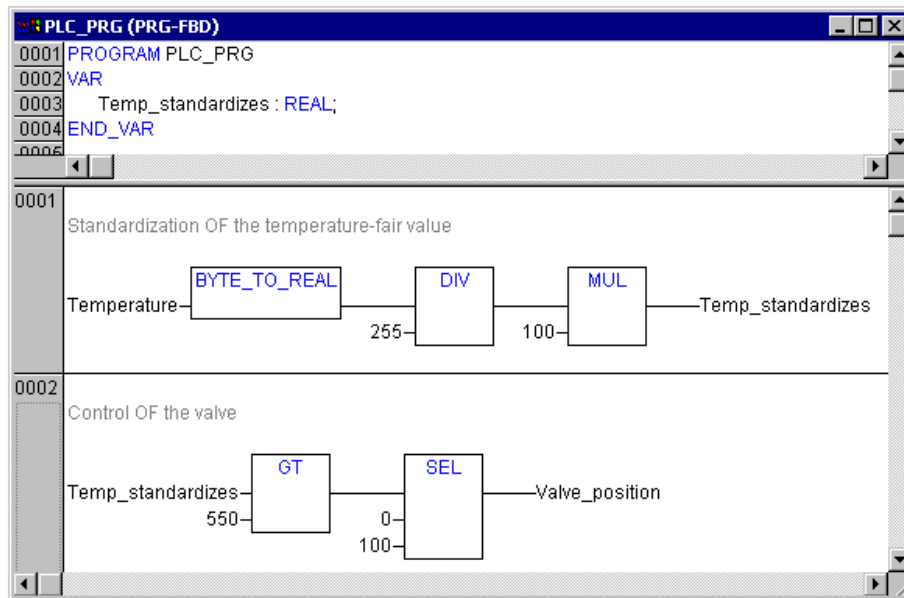 PLC_PRG (PRG-FBD)
0001 PROGRAM PLC_PRG
0002 VAR
0003 Temp_standardizes : REAL;
0004 END_VAR
0005
0001
Standardization OF the temperature-fair value
BYTE_TO_REAL DIV MUL
Temperature Temp_standardizes
255 100
0002
Control OF the valve
GT SEL
Temp_standardizes Valve_position
550 0
100